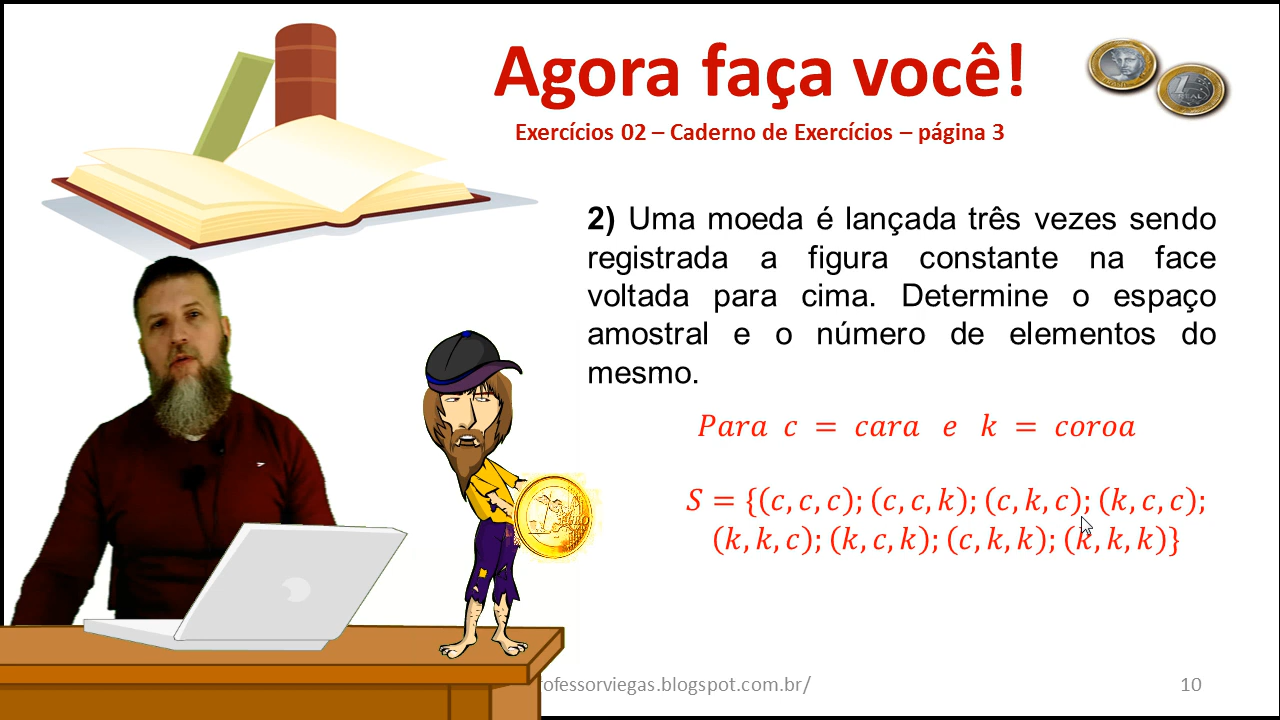 Agora faça você!
Exercícios 02 – Caderno de Exercícios – página 3
2) Uma moeda é lançada três vezes sendo
registrada a figura constante na face
voltada para cima. Determine o espaço
amostral e o número de elementos do
mesmo.
Para c = cara e k = coroa
S = {(c, c, c); (c, c, k); (c, k, c); (k, c, c);
(k, k, c); (k, c, k); (c, k, k); (k, k, k)}
rofessorviegas.blogspot.com.br/
10